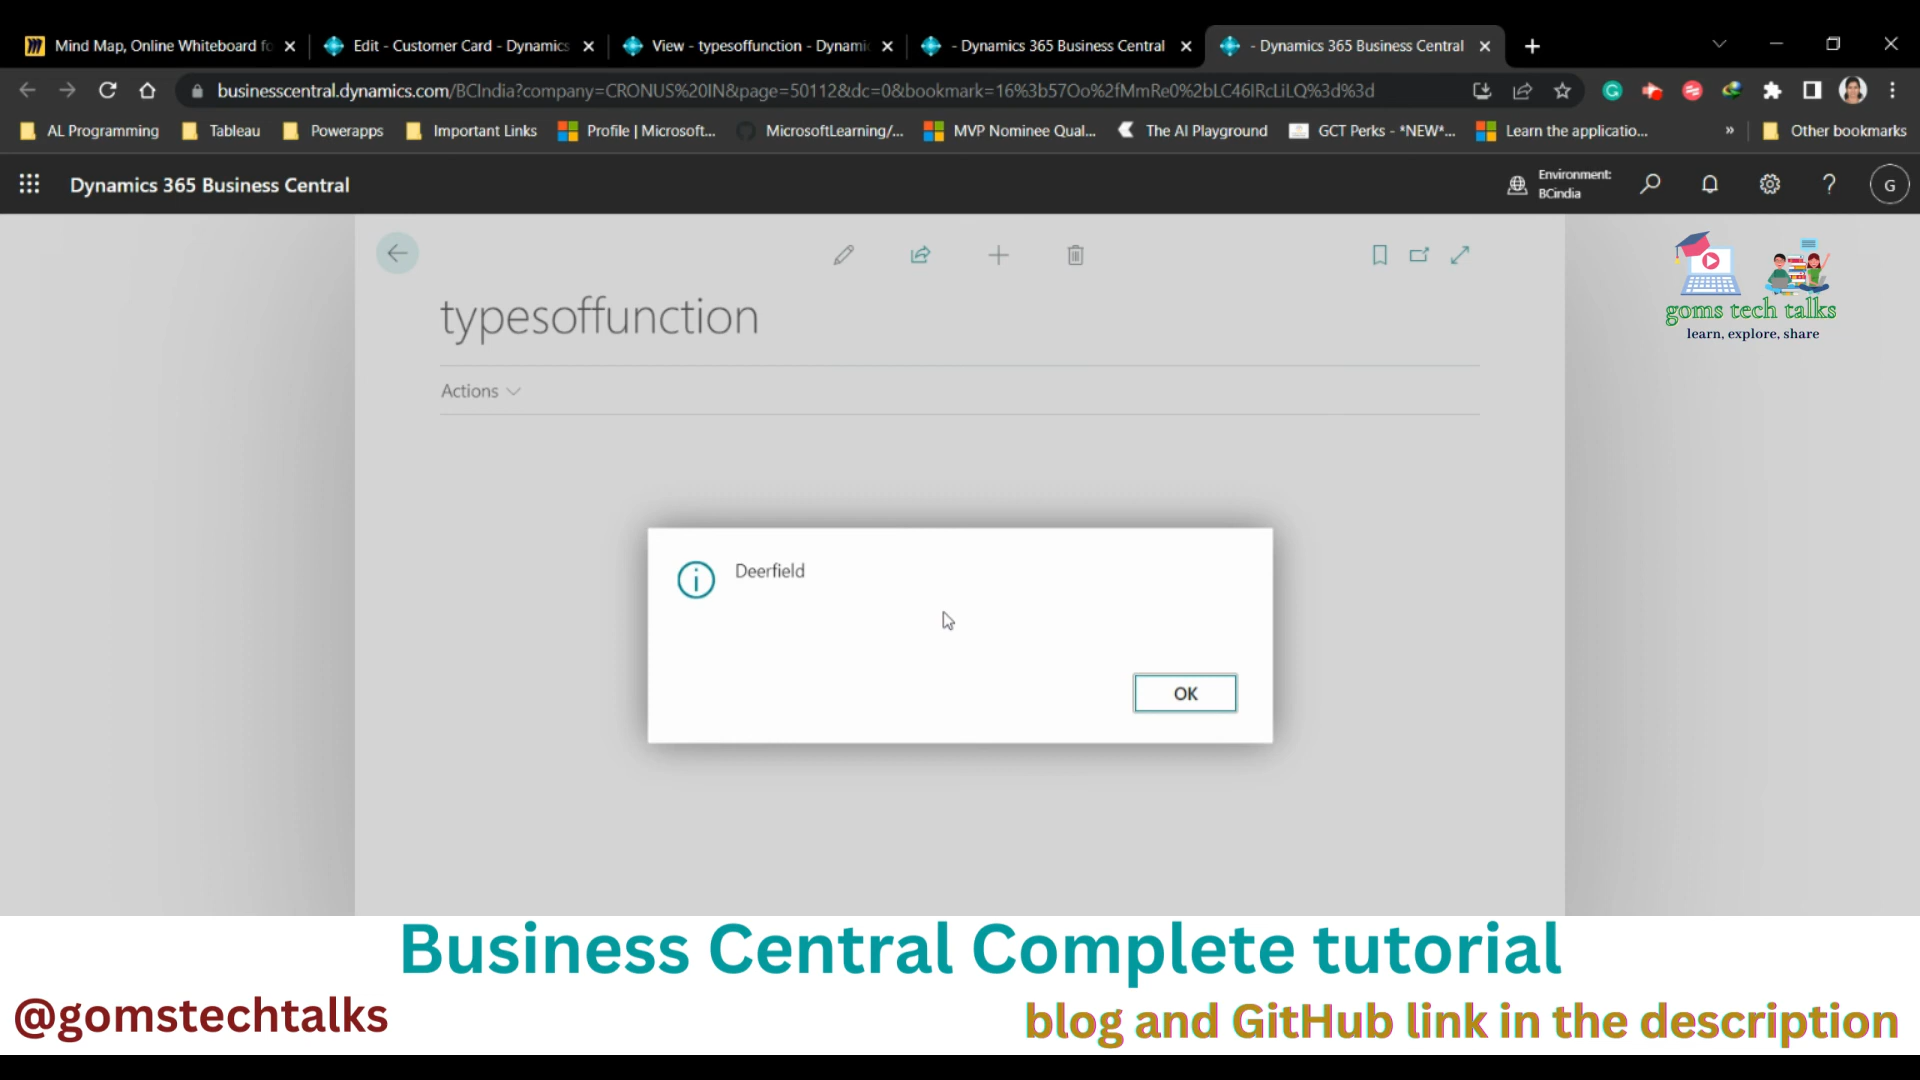 Mind Map, Online Whiteboard fo
Edit - Customer Card - Dynamics
View - typesoffunction - Dynamic
- Dynamics 365 Business Central
- Dynamics 365 Business Central
businesscentral.dynamics.com/BCIndia?company=CRONUS%20IN&page=50112&dc=0&bookmark=16%3b57Oo%2fMmRe0%2bLC46IRcLiLQ%3d%3d
AL Programming
Tableau
Powerapps
Important Links
Profile | Microsoft...
MicrosoftLearning/...
MVP Nominee Qual...
The AI Playground
GCT Perks - *NEW*...
Learn the applicatio...
»
Other bookmarks
Dynamics 365 Business Central
Environment:
BCindia
?
G
goms tech talks
learn, explore, share
typesoffunction
Actions
Deerfield
OK
Business Central Complete tutorial
@gomstechtalks
blog and GitHub link in the description